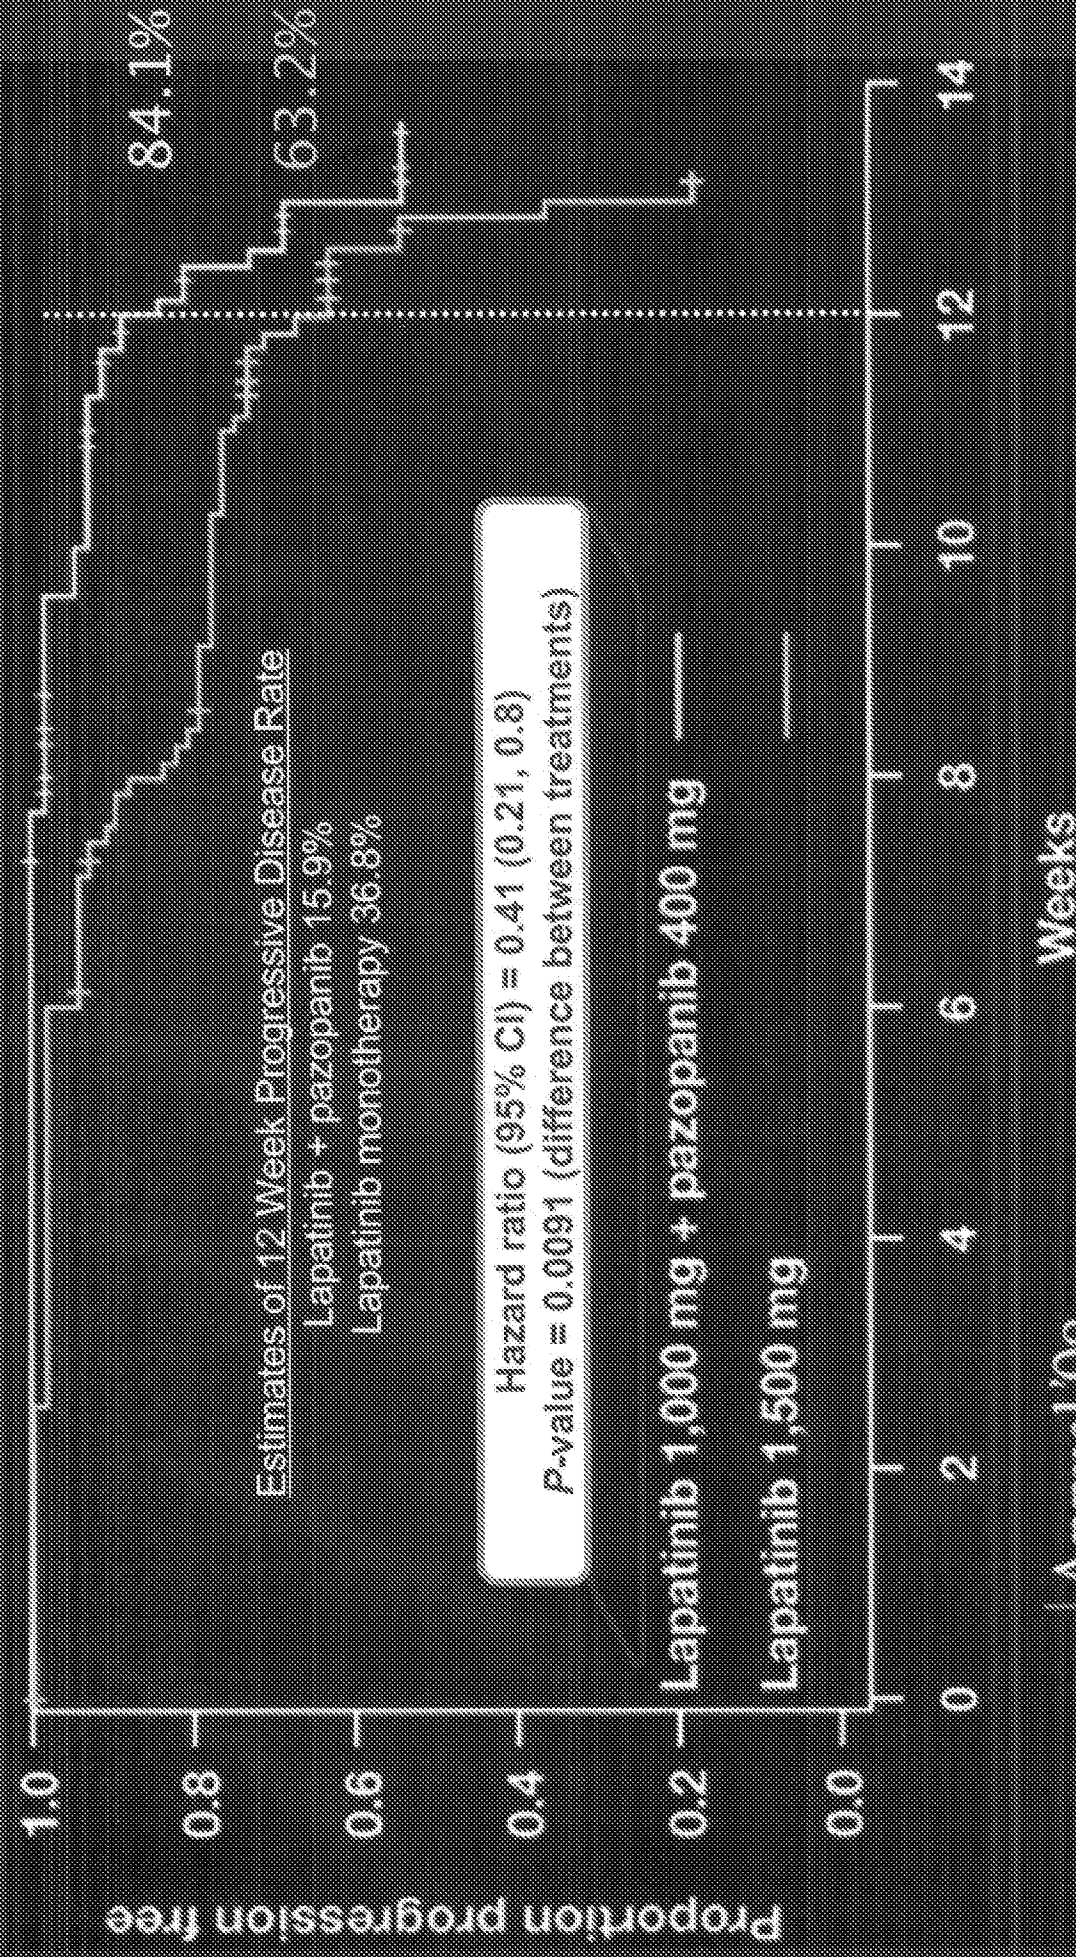 84.1%
63.2%
Estimates of 12 Week Progressive Disease Rate
Lapatinib + pazopanib 15.9%
Lapatinib monotherapy 36.8%
Hazard ratio (95% CI) = 0.41 (0.21, 0.8)
P-value = 0.0091 (difference between treatments)
Lapatinib 1,000 mg + pazopanib 400 mg
Lapatinib 1,500 mg
Proportion progression free
1.0
0.8
0.6
0.4
0.2
0.0
0 2 4 6 8 10 12 14
Weeks